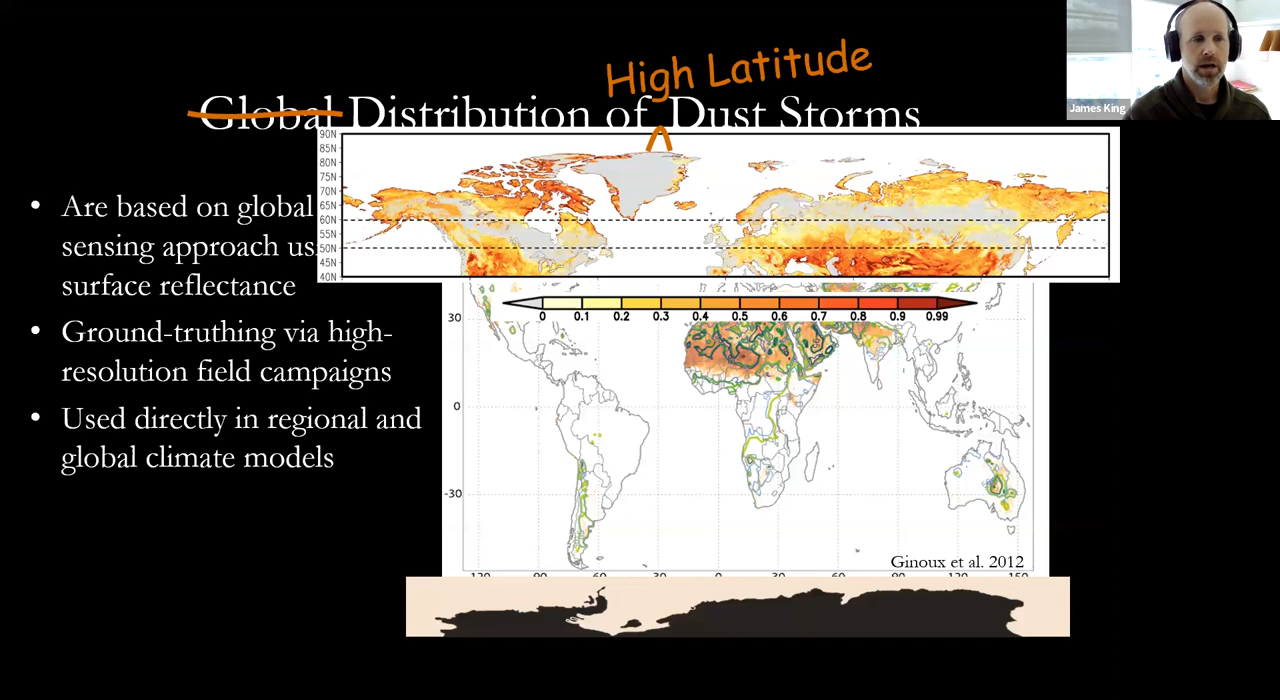 High Latitude
Global Distribution of Dust Storms
James King
90N
85N
80N
75N
70N
65N
60N
55N
50N
45N
40N
• Are based on global
sensing approach us
surface reflectance
• Ground-truthing via high-
resolution field campaigns
• Used directly in regional and
global climate models
0 0.1 0.2 0.3 0.4 0.5 0.6 0.7 0.8 0.9 0.99
30
0
-30
Ginoux et al. 2012